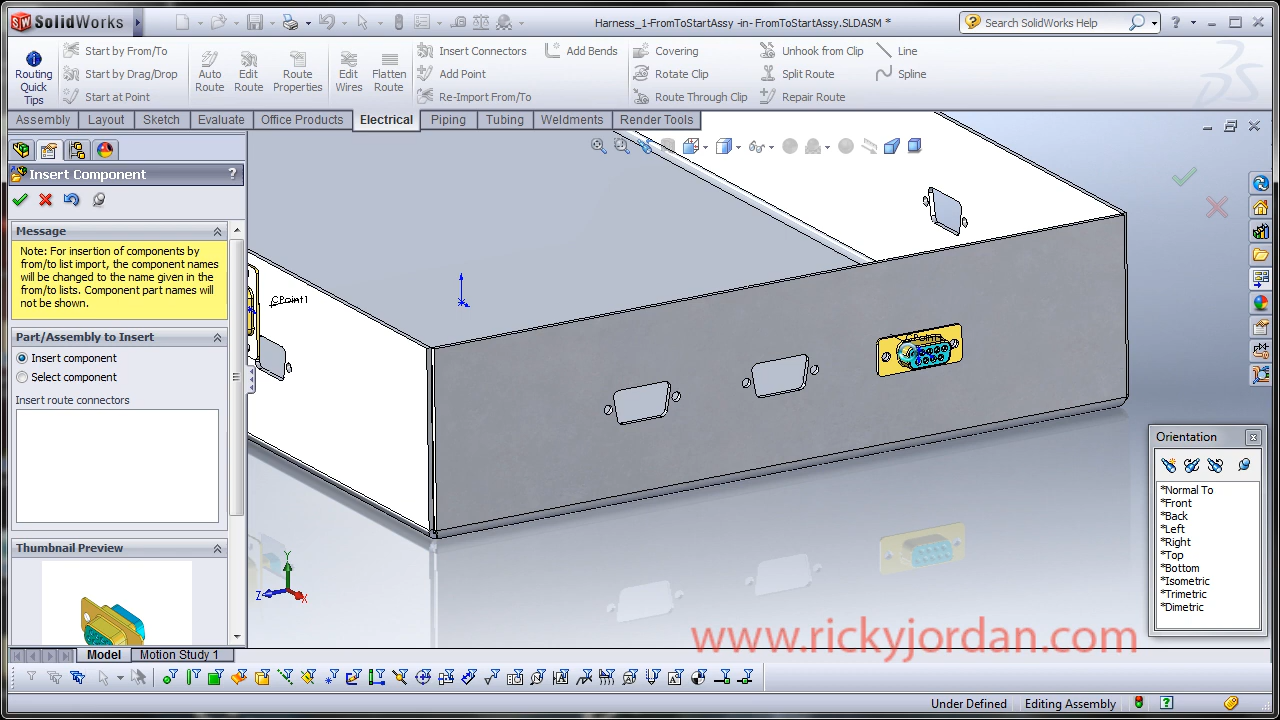 SolidWorks
Harness_1-FromToStartAssy -in- FromToStartAssy.SLDASM *
Search SolidWorks Help
Routing Quick Tips
Start by From/To
Start by Drag/Drop
Start at Point
Auto Route
Edit Route
Route Properties
Edit Wires
Flatten Route
Insert Connectors
Add Point
Re-Import From/To
Add Bends
Covering
Rotate Clip
Route Through Clip
Unhook from Clip
Split Route
Repair Route
Line
Spline
Assembly
Layout
Sketch
Evaluate
Office Products
Electrical
Piping
Tubing
Weldments
Render Tools
Insert Component
?
Message
Note: For insertion of components by
from/to list import, the component names
will be changed to the name given in the
from/to lists. Component part names will
not be shown.
Part/Assembly to Insert
Insert component
Select component
Insert route connectors
Thumbnail Preview
CPoint1
Y
Z
X
Orientation
*Normal To
*Front
*Back
*Left
*Right
*Top
*Bottom
*Isometric
*Trimetric
*Dimetric
www.rickyjordan.com
Model
Motion Study 1
Under Defined
Editing Assembly